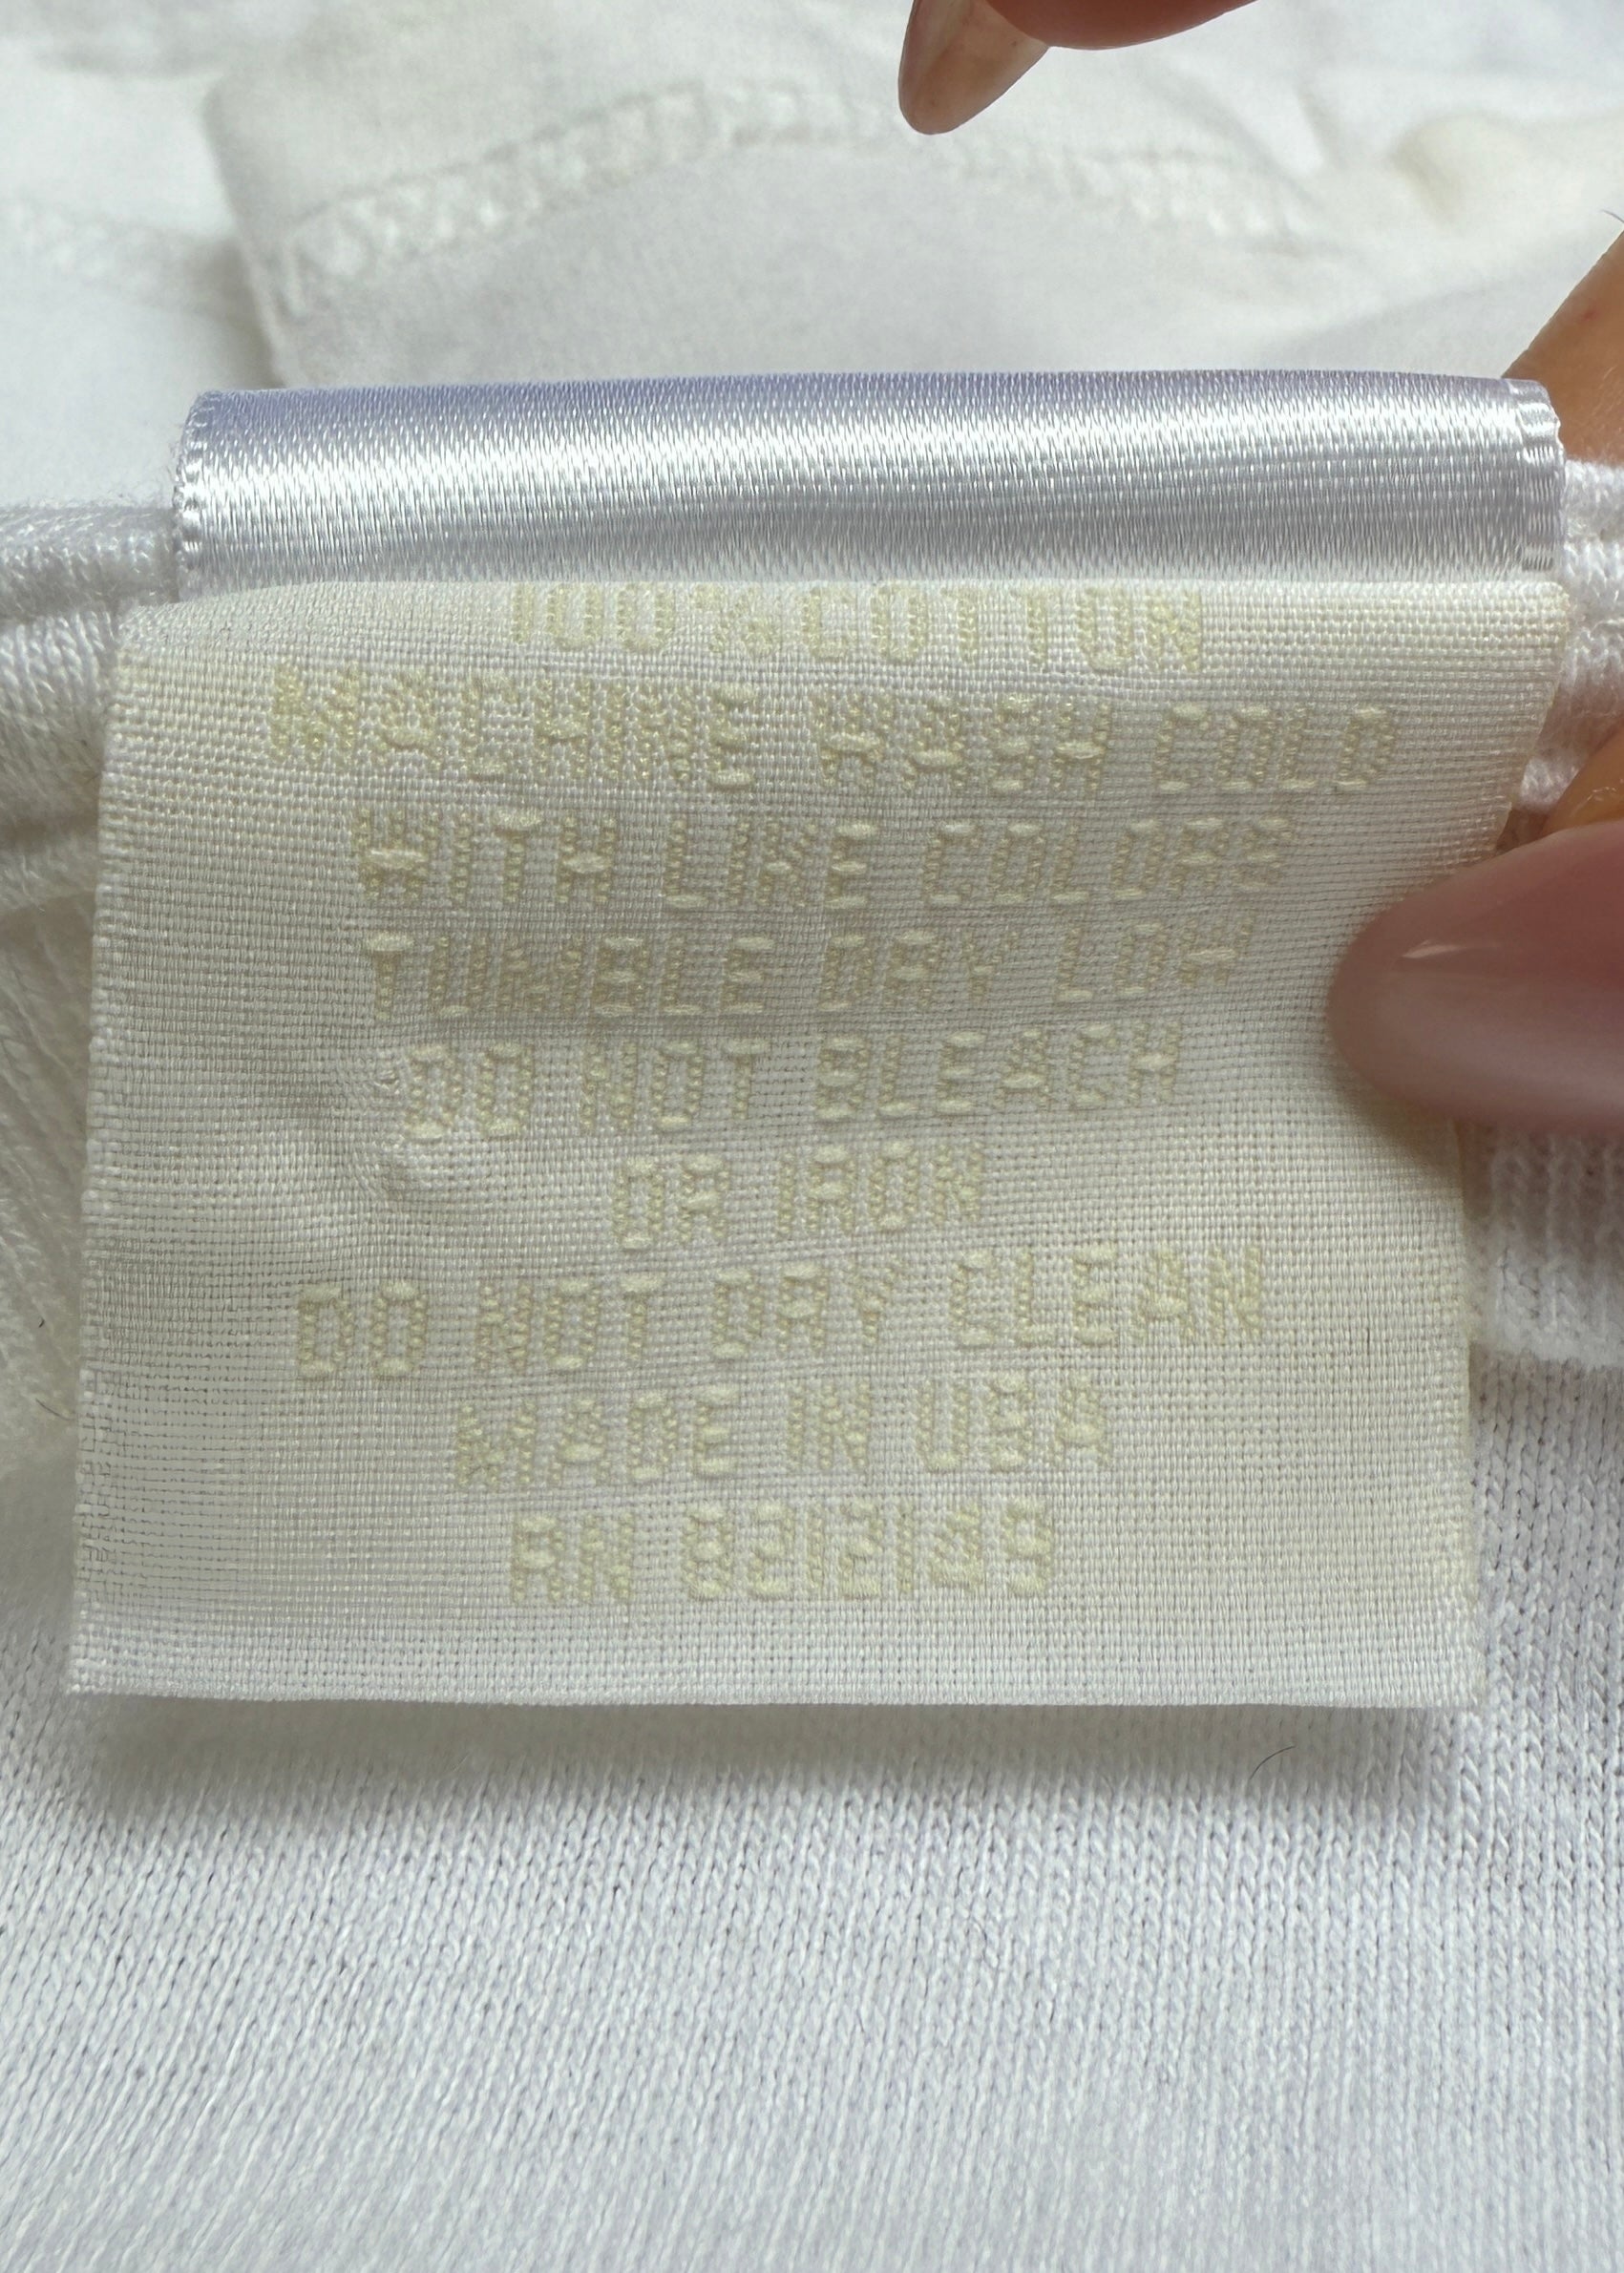 100% COTTON
MACHINE WASH COLD
WITH LIKE COLORS
TUMBLE DRY LOW
DO NOT BLEACH
OR IRON
DO NOT DRY CLEAN
MADE IN USA
RN